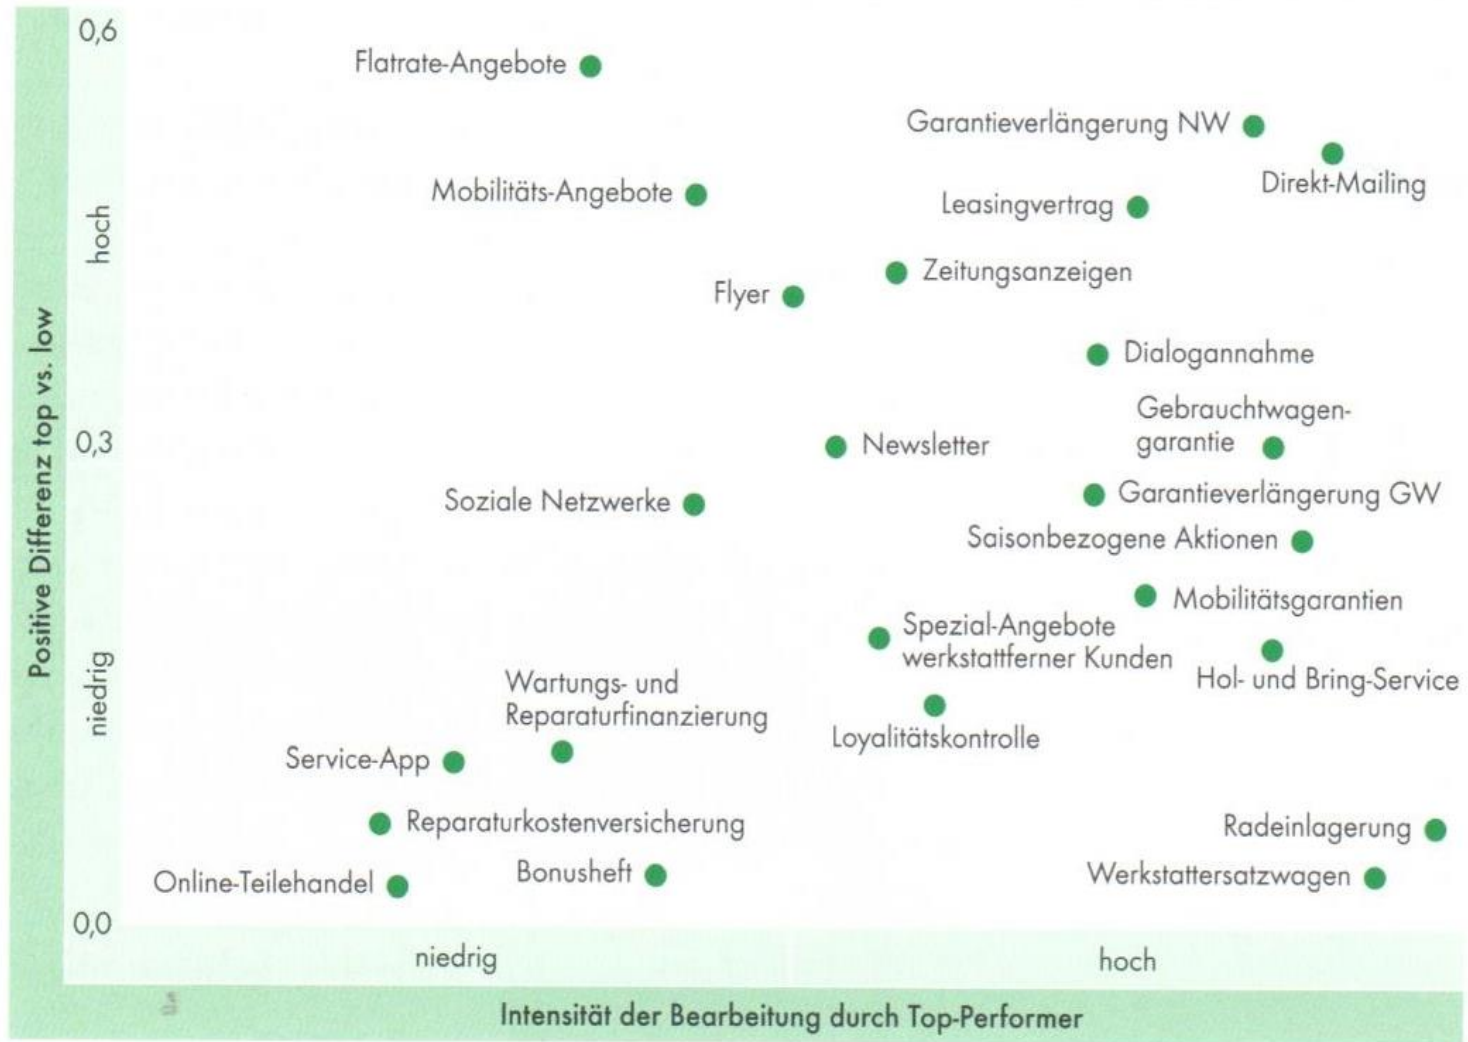 0,6
Flatrate-Angebote
Garantieverlängerung NW
Direkt-Mailing
Mobilitäts-Angebote
Leasingvertrag
hoch
Zeitungsanzeigen
Flyer
Dialogannahme
Gebrauchtwagen-
garantie
0,3
Newsletter
Soziale Netzwerke
Garantieverlängerung GW
Saisonbezogene Aktionen
Mobilitätsgarantien
Spezial-Angebote
werkstattferner Kunden
Hol- und Bring-Service
niedrig
Wartungs- und
Reparaturfinanzierung
Loyalitätskontrolle
Service-App
Reparaturkostenversicherung
Radeinlagerung
Online-Teilehandel
Bonusheft
Werkstattersatzwagen
0,0
niedrig
hoch
Positive Differenz top vs. low
Intensität der Bearbeitung durch Top-Performer